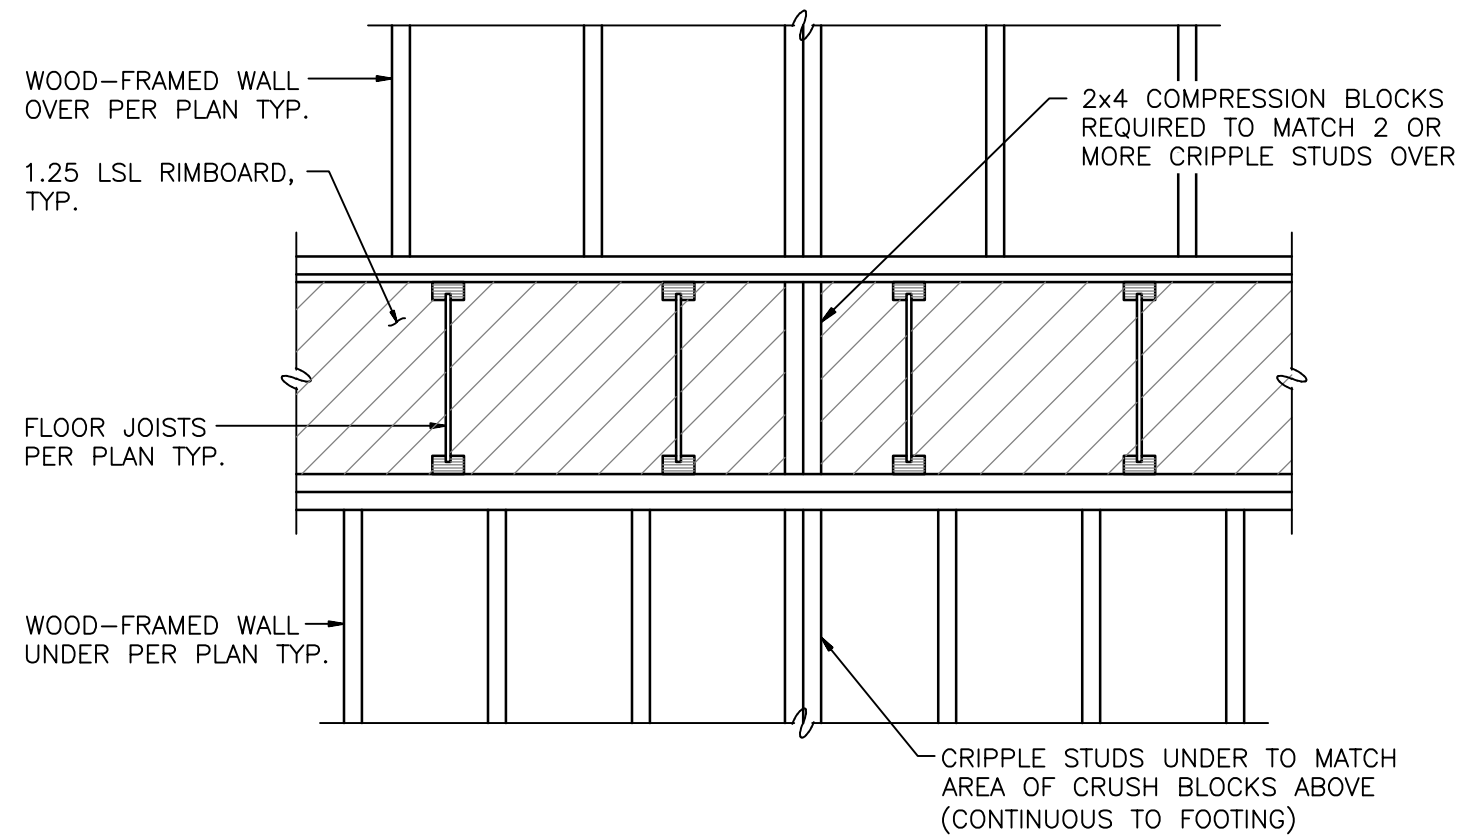 WOOD-FRAMED WALL
OVER PER PLAN TYP.
1.25 LSL RIMBOARD,
TYP.
2x4 COMPRESSION BLOCKS
REQUIRED TO MATCH 2 OR
MORE CRIPPLE STUDS OVER
FLOOR JOISTS
PER PLAN TYP.
WOOD-FRAMED WALL
UNDER PER PLAN TYP.
CRIPPLE STUDS UNDER TO MATCH
AREA OF CRUSH BLOCKS ABOVE
(CONTINUOUS TO FOOTING)